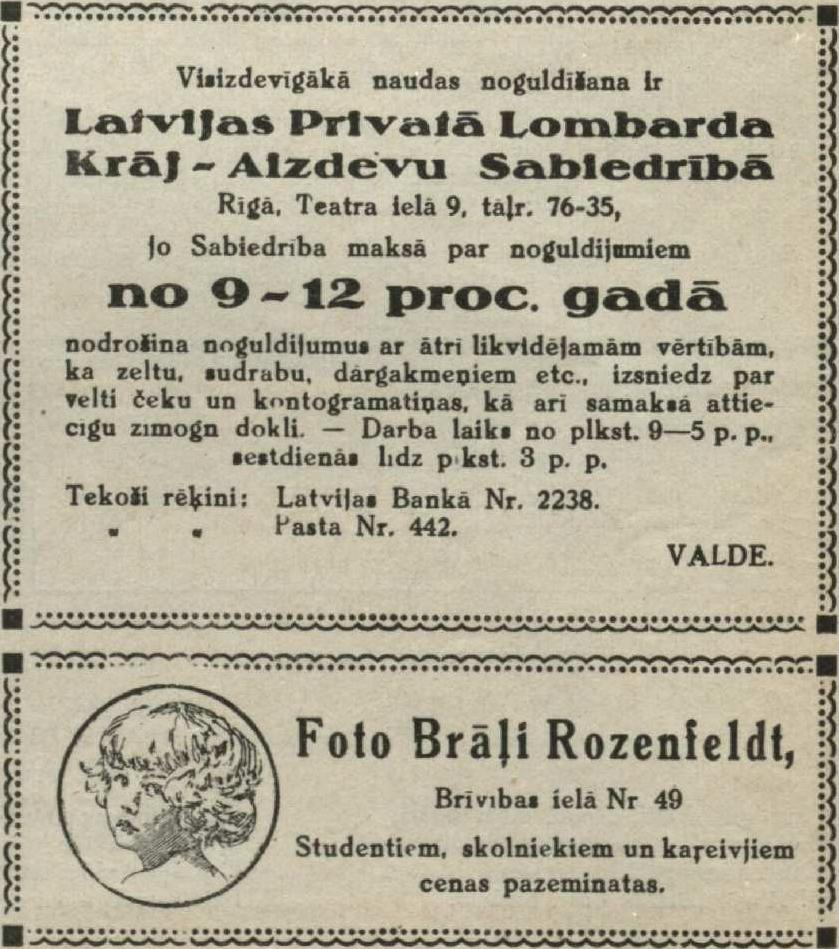 Visizdevīgākā naudas noguldīšana ir
Latvijas Privatā Lombarda
Krāj - Aizdevu Sabiedrībā
Rīgā, Teatra ielā 9, tāļr. 76-35,
jo Sabiedrība maksā par noguldijumiem
no 9 - 12 proc. gadā
nodrošina noguldijumus ar ātri likvidējamām vērtībām,
ka zeltu, sudrabu, dārgakmeņiem etc., izsniedz par
velti čeku un kontogramatiņas, kā arī samaksā attie-
cīgu zīmogn dokli. — Darba laiks no plkst. 9—5 p. p.,
sestdienās līdz plkst. 3 p. p.
Tekoši rēķini: Latvijas Bankā Nr. 2238.
" " Pasta Nr. 442.
VALDE.
Foto Brāļi Rozenfeldt,
Brīvības ielā Nr 49
Studentiem, skolniekiem un kaŗeivjiem
cenas pazeminatas.